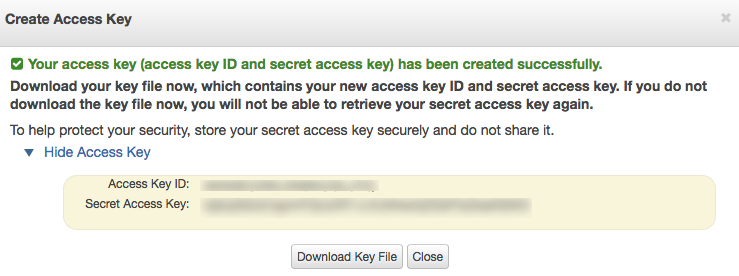 Create Access Key
Your access key (access key ID and secret access key) has been created successfully.
Download your key file now, which contains your new access key ID and secret access key. If you do not
download the key file now, you will not be able to retrieve your secret access key again.
To help protect your security, store your secret access key securely and do not share it.
Hide Access Key
Access Key ID:
Secret Access Key:
Download Key File Close